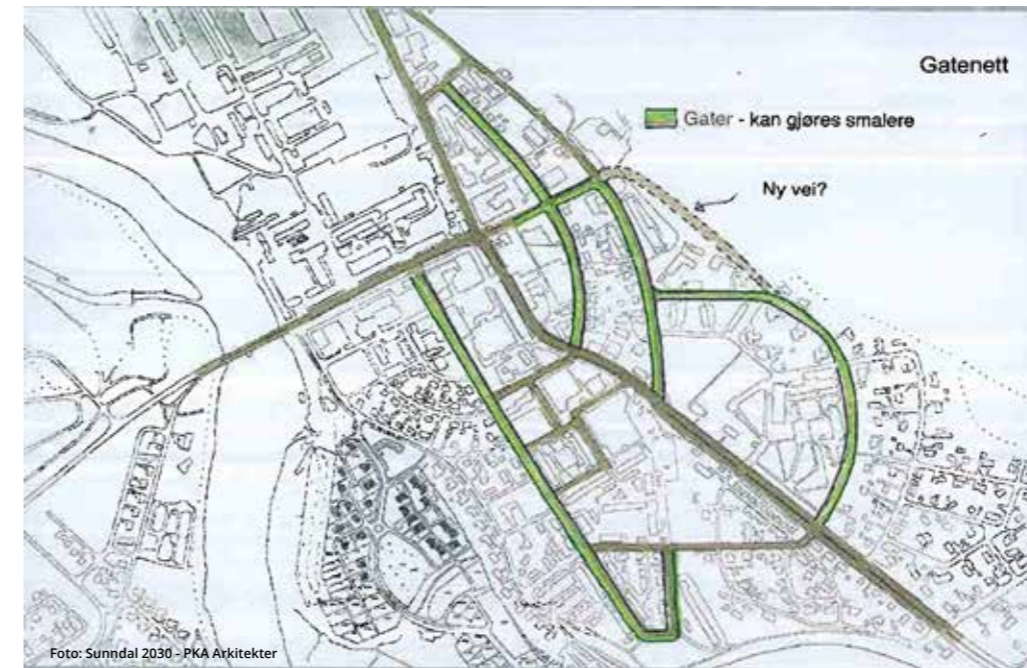 Gatenett
Gater - kan gjøres smalere
Ny vei?
Foto: Sunndal 2030 - PKA Arkitekter